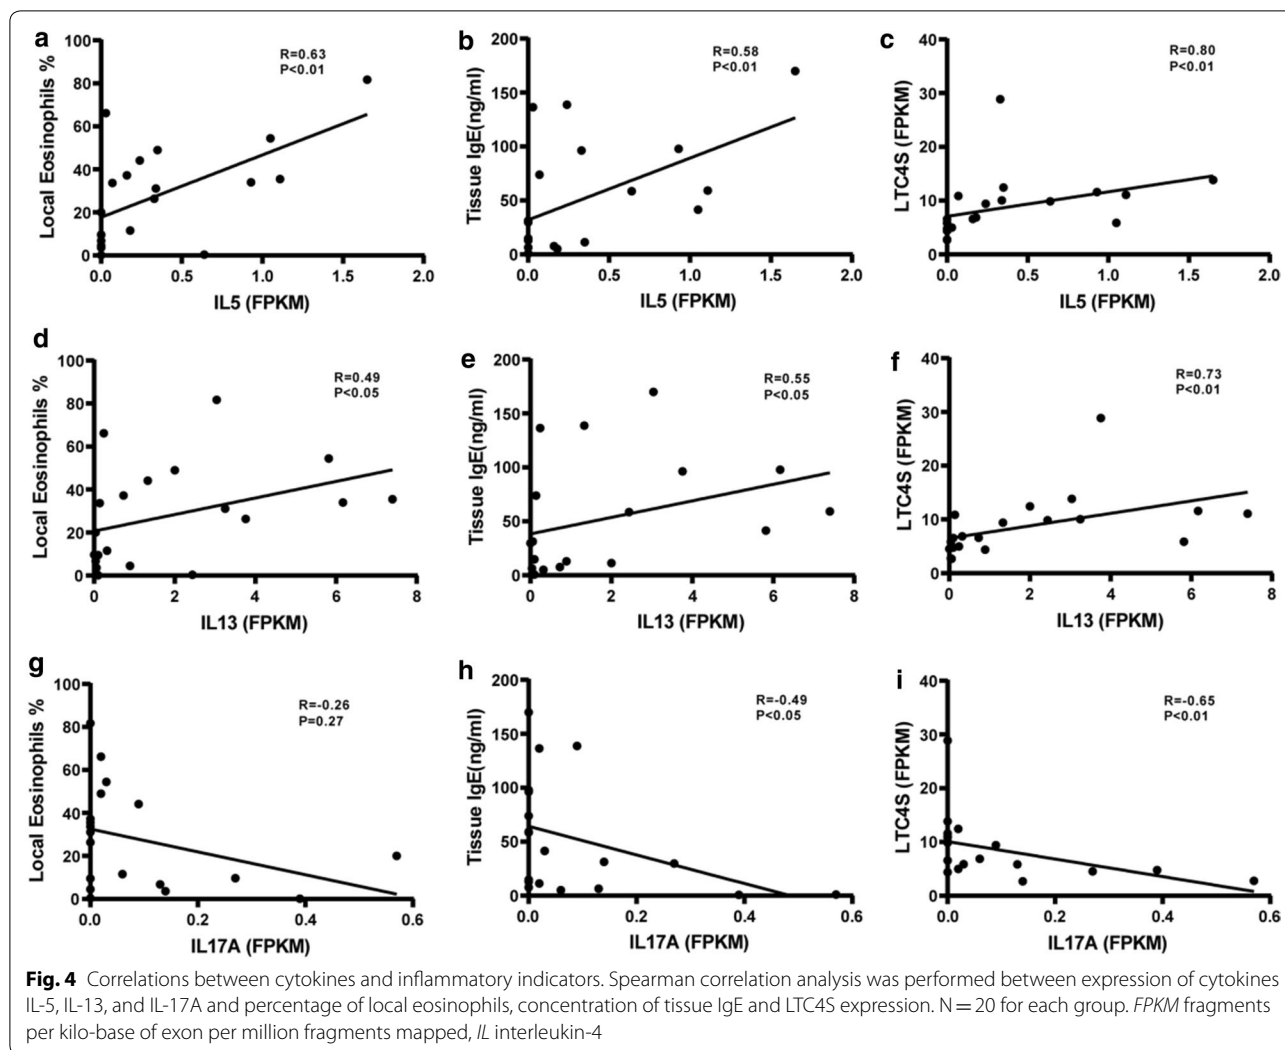 a
R=0.63
P<0.01
Local Eosinophils %
100
80
60
40
20
0
0.0 0.5 1.0 1.5 2.0
IL5 (FPKM)
b
R=0.58
P<0.01
Tissue IgE(ng/ml)
200
150
100
50
0
0.0 0.5 1.0 1.5 2.0
IL5 (FPKM)
c
R=0.80
P<0.01
LTC4S (FPKM)
40
30
20
10
0
0.0 0.5 1.0 1.5 2.0
IL5 (FPKM)
d
R=0.49
P<0.05
Local Eosinophils %
100
80
60
40
20
0
0 2 4 6 8
IL13 (FPKM)
e
R=0.55
P<0.05
Tissue IgE(ng/ml)
200
150
100
50
0
0 2 4 6 8
IL13 (FPKM)
f
R=0.73
P<0.01
LTC4S (FPKM)
40
30
20
10
0
0 2 4 6 8
IL13 (FPKM)
g
R=-0.26
P=0.27
Local Eosinophils %
100
80
60
40
20
0
0.0 0.2 0.4 0.6
IL17A (FPKM)
h
R=-0.49
P<0.05
Tissue IgE(ng/ml)
200
150
100
50
0
0.0 0.2 0.4 0.6
IL17A (FPKM)
i
R=-0.65
P<0.01
LTC4S (FPKM)
40
30
20
10
0
0.0 0.2 0.4 0.6
IL17A (FPKM)
Fig. 4 Correlations between cytokines and inflammatory indicators. Spearman correlation analysis was performed between expression of cytokines
IL-5, IL-13, and IL-17A and percentage of local eosinophils, concentration of tissue IgE and LTC4S expression. N = 20 for each group. FPKM fragments
per kilo-base of exon per million fragments mapped, IL interleukin-4